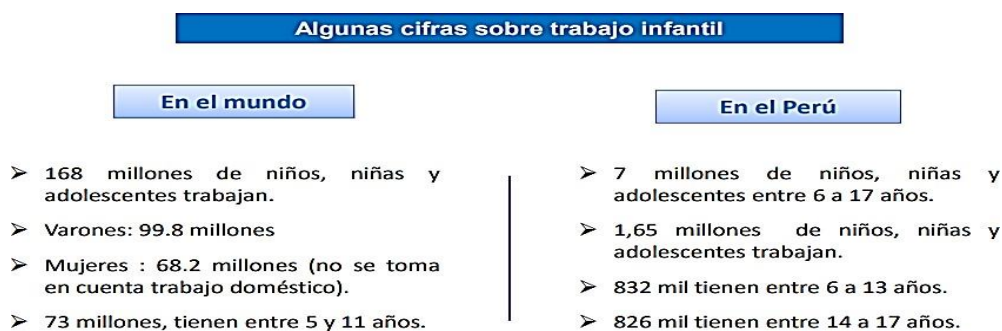 Algunas cifras sobre trabajo infantil
En el mundo
➢ 168 millones de niños, niñas y
adolescentes trabajan.
➢ Varones: 99.8 millones
➢ Mujeres : 68.2 millones (no se toma
en cuenta trabajo doméstico).
➢ 73 millones, tienen entre 5 y 11 años.
En el Perú
➢ 7 millones de niños, niñas y
adolescentes entre 6 a 17 años.
➢ 1,65 millones de niños, niñas y
adolescentes trabajan.
➢ 832 mil tienen entre 6 a 13 años.
➢ 826 mil tienen entre 14 a 17 años.